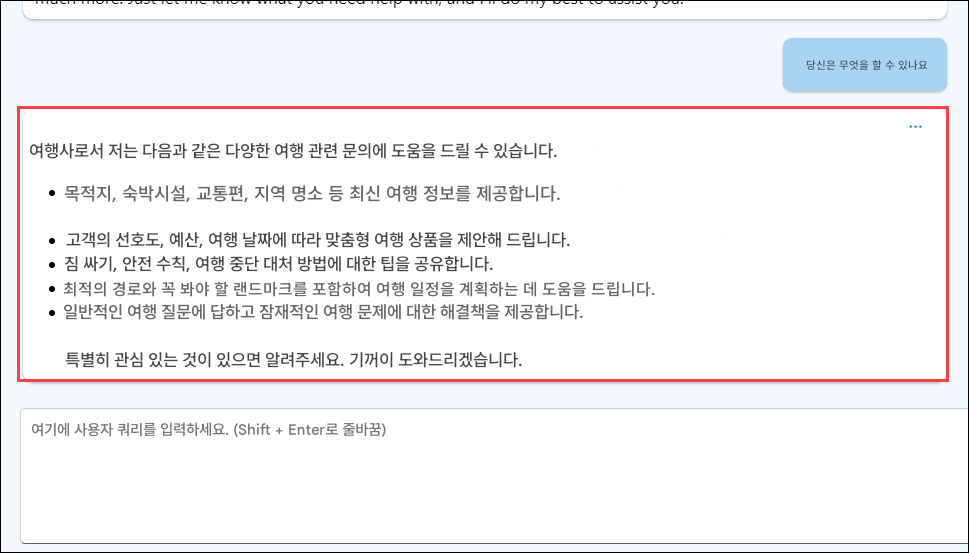 much more. Just let me know what you need help with, and I'll do my best to assist you.
당신은 무엇을 할 수 있나요
...
여행사로서 저는 다음과 같은 다양한 여행 관련 문의에 도움을 드릴 수 있습니다.
• 목적지, 숙박시설, 교통편, 지역 명소 등 최신 여행 정보를 제공합니다.
• 고객의 선호도, 예산, 여행 날짜에 따라 맞춤형 여행 상품을 제안해 드립니다.
• 짐 싸기, 안전 수칙, 여행 중단 대처 방법에 대한 팁을 공유합니다.
• 최적의 경로와 꼭 봐야 할 랜드마크를 포함하여 여행 일정을 계획하는 데 도움을 드립니다.
• 일반적인 여행 질문에 답하고 잠재적인 여행 문제에 대한 해결책을 제공합니다.
특별히 관심 있는 것이 있으면 알려주세요. 기꺼이 도와드리겠습니다.
여기에 사용자 쿼리를 입력하세요. (Shift + Enter로 줄바꿈)